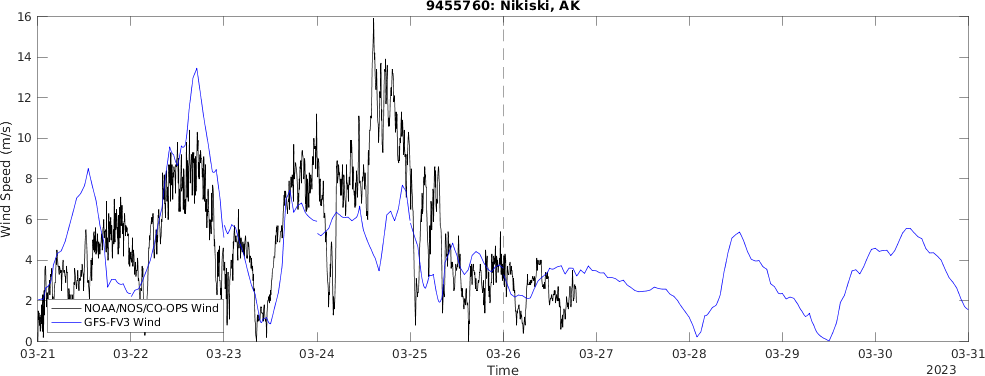 9455760: Nikiski, AK
16
14
12
10
8
6
4
2
0
Wind Speed (m/s)
NOAA/NOS/CO-OPS Wind
GFS-FV3 Wind
03-21 03-22 03-23 03-24 03-25 03-26 03-27 03-28 03-29 03-30 03-31
Time
2023